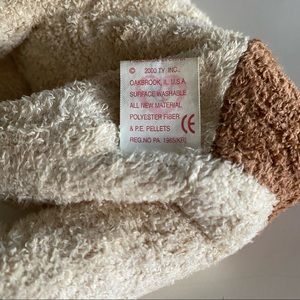 © 2000 TY INC.,
OAKBROOK, IL. U.S.A.
SURFACE WASHABLE
ALL NEW MATERIAL
POLYESTER FIBER
& P.E. PELLETS CE
REG.NO PA. 1965(KR)